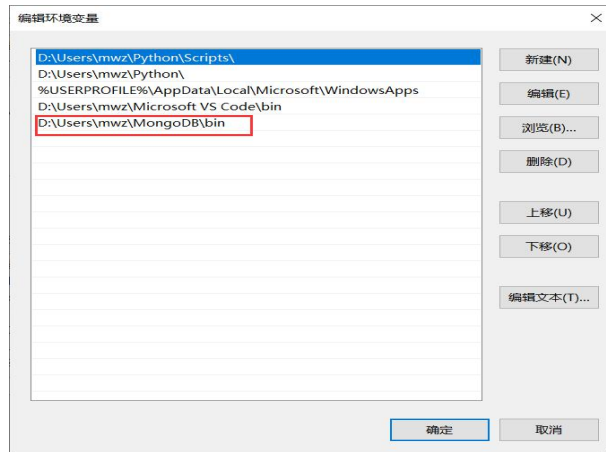 编辑环境变量
D:\Users\mwz\Python\Scripts\
D:\Users\mwz\Python\
%USERPROFILE%\AppData\Local\Microsoft\WindowsApps
D:\Users\mwz\Microsoft VS Code\bin
D:\Users\mwz\MongoDB\bin
新建(N)
编辑(E)
浏览(B)...
删除(D)
上移(U)
下移(O)
编辑文本(T)...
确定
取消